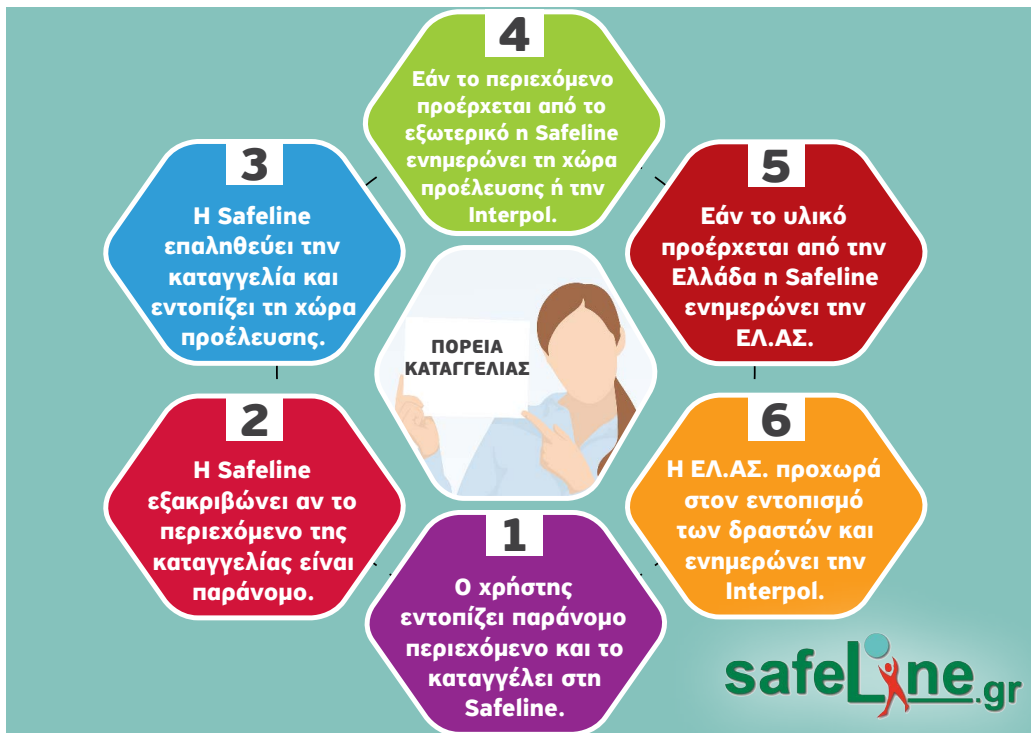 ΠΟΡΕΙΑ
ΚΑΤΑΓΓΕΛΙΑΣ
1
Ο χρήστης
εντοπίζει παράνομο
περιεχόμενο και το
καταγγέλει στη
Safeline.
2
Η Safeline
εξακριβώνει αν το
περιεχόμενο της
καταγγελίας είναι
παράνομο.
3
Η Safeline
επαληθεύει την
καταγγελία και
εντοπίζει τη χώρα
προέλευσης.
4
Εάν το περιεχόμενο
προέρχεται από το
εξωτερικό η Safeline
ενημερώνει τη χώρα
προέλευσης ή την
Interpol.
5
Εάν το υλικό
προέρχεται από την
Ελλάδα η Safeline
ενημερώνει την
ΕΛ.ΑΣ.
6
Η ΕΛ.ΑΣ. προχωρά
στον εντοπισμό
των δραστών και
ενημερώνει την
Interpol.
safeLine.gr